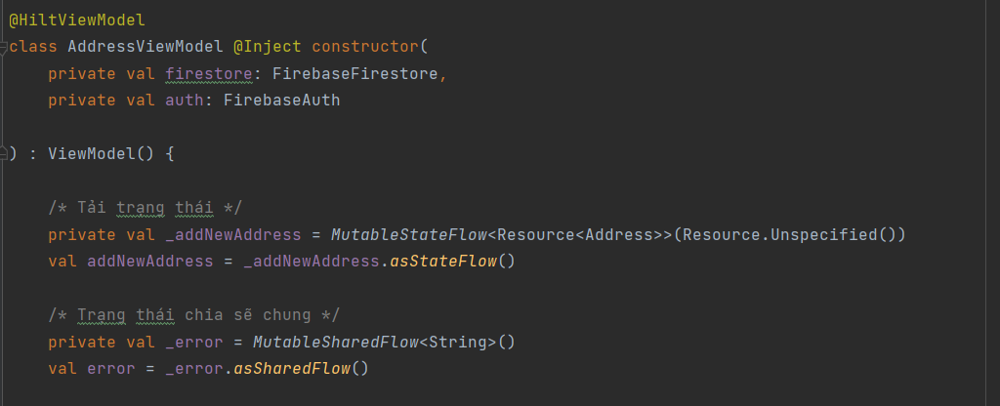 @HiltViewModel
class AddressViewModel @Inject constructor(
    private val firestore: FirebaseFirestore,
    private val auth: FirebaseAuth
) : ViewModel() {
    /* Tải trạng thái */
    private val _addNewAddress = MutableStateFlow<Resource<Address>>(Resource.Unspecified())
    val addNewAddress = _addNewAddress.asStateFlow()
    /* Trạng thái chia sẽ chung */
    private val _error = MutableSharedFlow<String>()
    val error = _error.asSharedFlow()